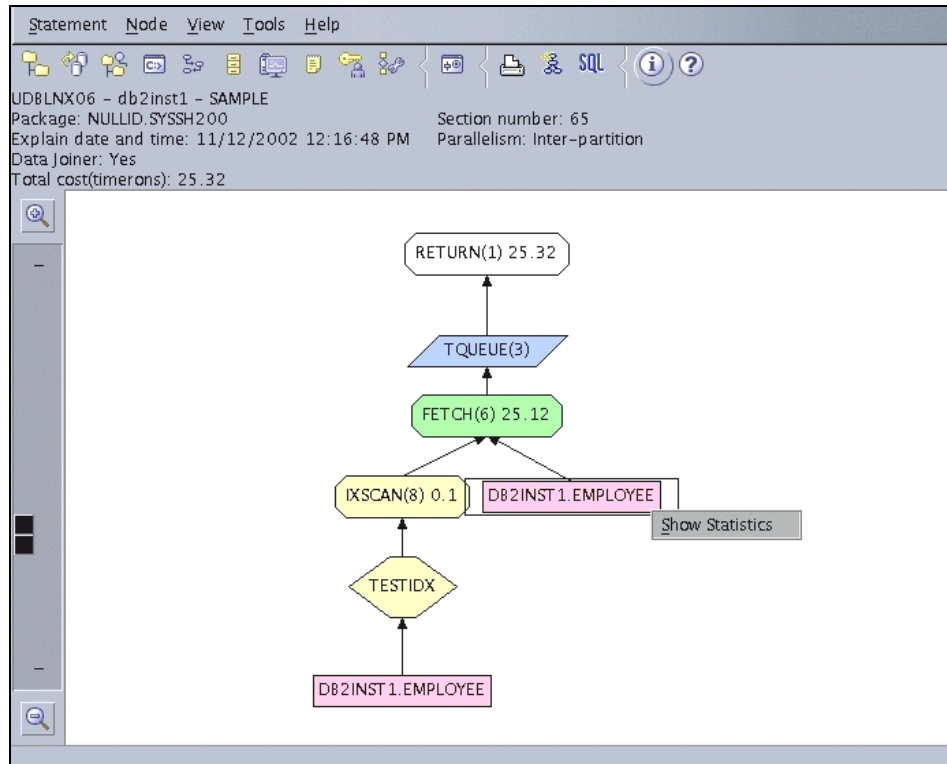 Statement Node View Tools Help
C:> SQL i ?
UDBLNX06 - db2inst1 - SAMPLE
Package: NULLID.SYSSH200 Section number: 65
Explain date and time: 11/12/2002 12:16:48 PM Parallelism: Inter-partition
Data Joiner: Yes
Total cost(timerons): 25.32
RETURN(1) 25.32
TQUEUE(3)
FETCH(6) 25.12
IXSCAN(8) 0.1 DB2INST1.EMPLOYEE
Show Statistics
TESTIDX
DB2INST1.EMPLOYEE